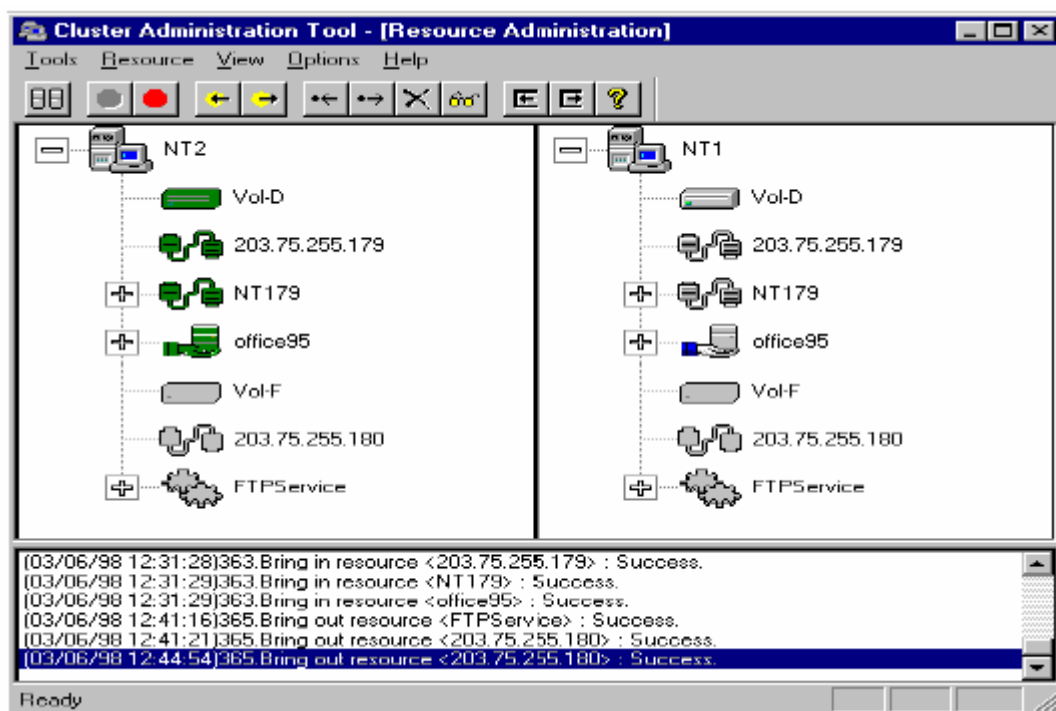 Cluster Administration Tool - [Resource Administration]
Tools Resource View Options Help
NT2
Vol-D
203.75.255.179
NT179
office95
Vol-F
203.75.255.180
FTPService
NT1
Vol-D
203.75.255.179
NT179
office95
Vol-F
203.75.255.180
FTPService
(03/06/98 12:31:28)363.Bring in resource <203.75.255.179> : Success.
(03/06/98 12:31:29)363.Bring in resource <NT179> : Success.
(03/06/98 12:31:29)363.Bring in resource <office95> : Success.
(03/06/98 12:41:16)365.Bring out resource <FTPService> : Success.
(03/06/98 12:41:21)365.Bring out resource <203.75.255.180> : Success.
(03/06/98 12:44:54)365.Bring out resource <203.75.255.180> : Success.
Ready